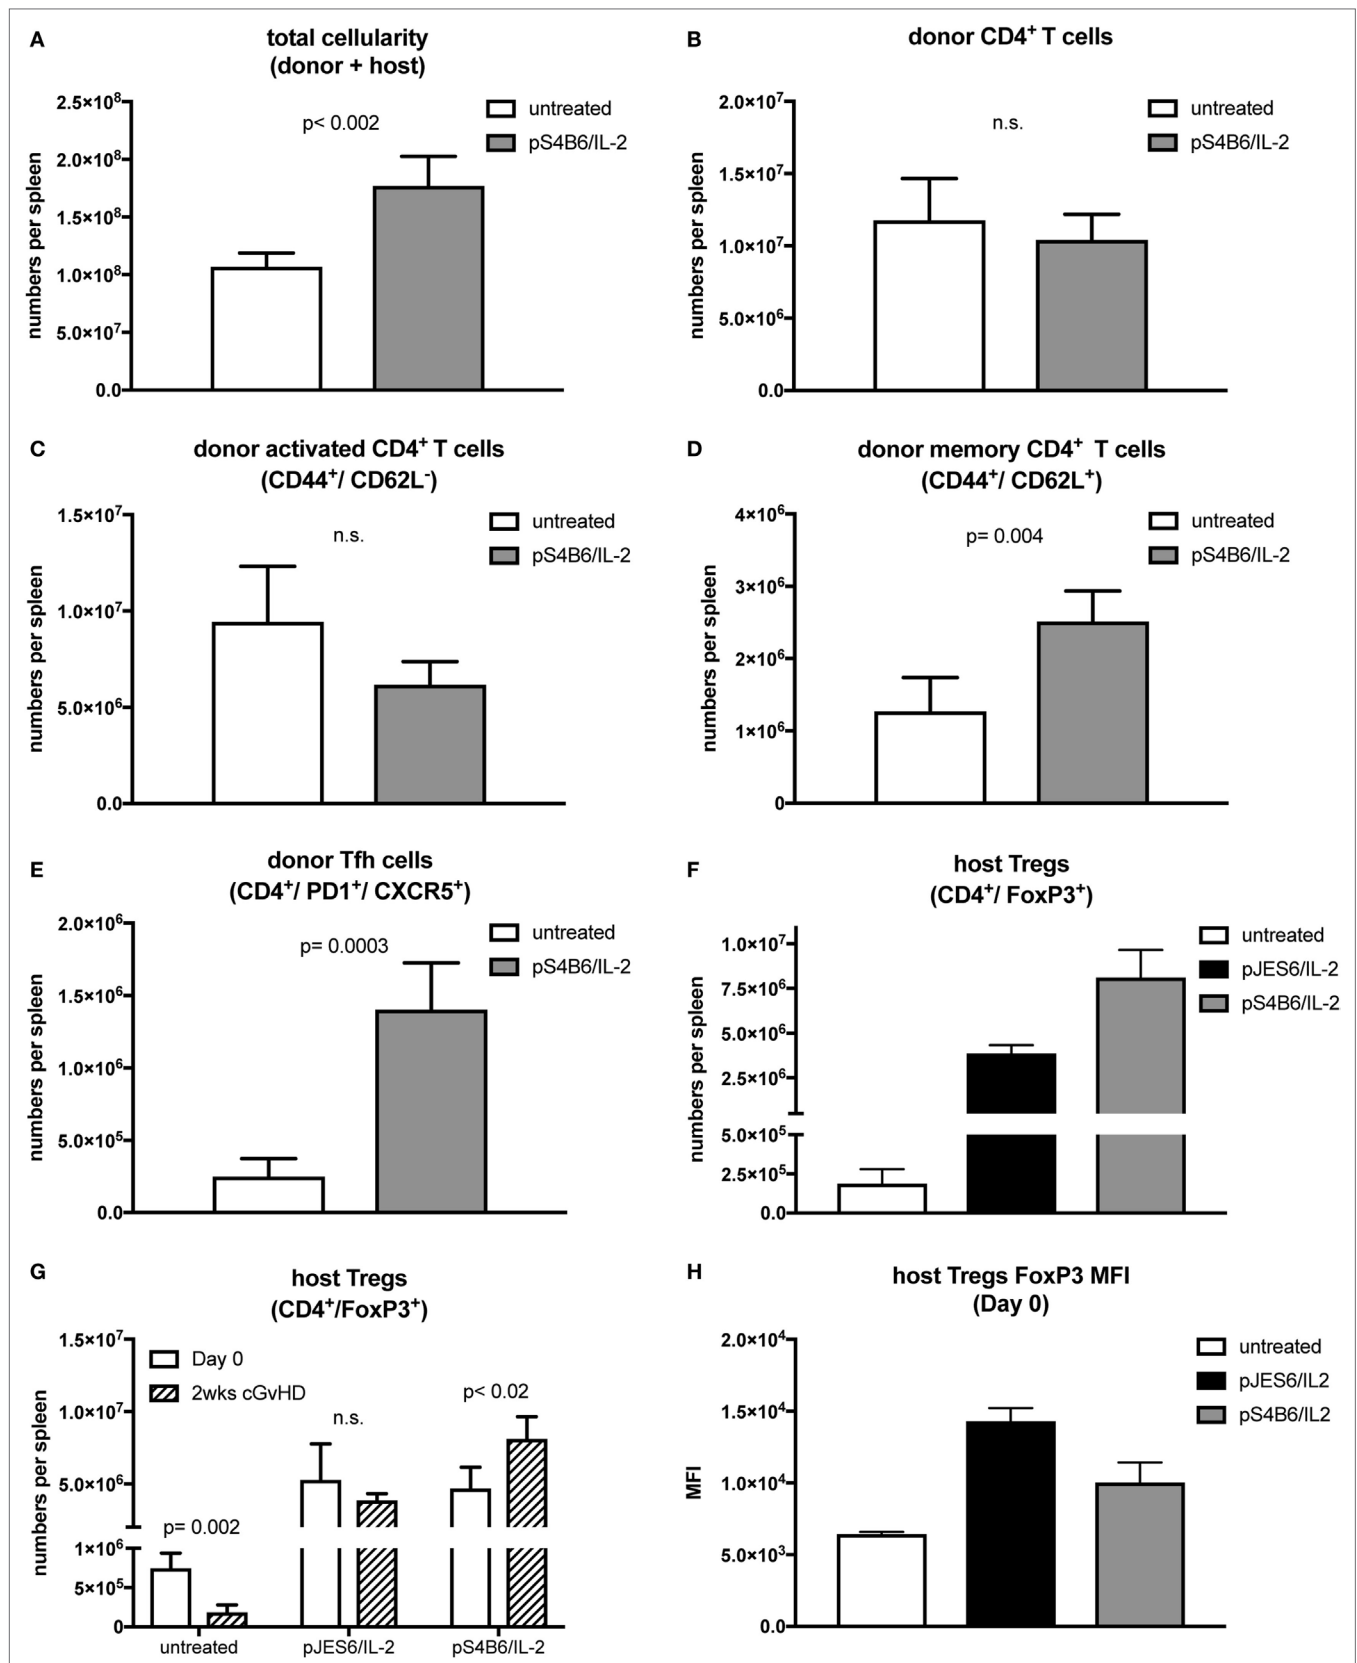 A
total cellularity
(donor + host)
2.5×10⁸
2.0×10⁸
1.5×10⁸
1.0×10⁸
5.0×10⁷
0.0
numbers per spleen
p< 0.002
untreated
pS4B6/IL-2
B
donor CD4⁺ T cells
2.0×10⁷
1.5×10⁷
1.0×10⁷
5.0×10⁶
0.0
numbers per spleen
n.s.
untreated
pS4B6/IL-2
C
donor activated CD4⁺ T cells
(CD44⁺/ CD62L⁻)
1.5×10⁷
1.0×10⁷
5.0×10⁶
0.0
numbers per spleen
n.s.
untreated
pS4B6/IL-2
D
donor memory CD4⁺ T cells
(CD44⁺/ CD62L⁺)
4×10⁶
3×10⁶
2×10⁶
1×10⁶
0
numbers per spleen
p= 0.004
untreated
pS4B6/IL-2
E
donor Tfh cells
(CD4⁺/ PD1⁺/ CXCR5⁺)
2.0×10⁶
1.5×10⁶
1.0×10⁶
5.0×10⁵
0.0
numbers per spleen
p= 0.0003
untreated
pS4B6/IL-2
F
host Tregs
(CD4⁺/ FoxP3⁺)
1.0×10⁷
7.5×10⁶
5.0×10⁶
2.5×10⁶
5.0×10⁵
2.5×10⁵
0.0
numbers per spleen
untreated
pJES6/IL-2
pS4B6/IL-2
G
host Tregs
(CD4⁺/FoxP3⁺)
1.5×10⁷
1.0×10⁷
5.0×10⁶
1×10⁶
5×10⁵
0
numbers per spleen
Day 0
2wks cGvHD
p= 0.002
n.s.
p< 0.02
untreated
pJES6/IL-2
pS4B6/IL-2
H
host Tregs FoxP3 MFI
(Day 0)
2.0×10⁴
1.5×10⁴
1.0×10⁴
5.0×10³
0.0
MFI
untreated
pJES6/IL2
pS4B6/IL2